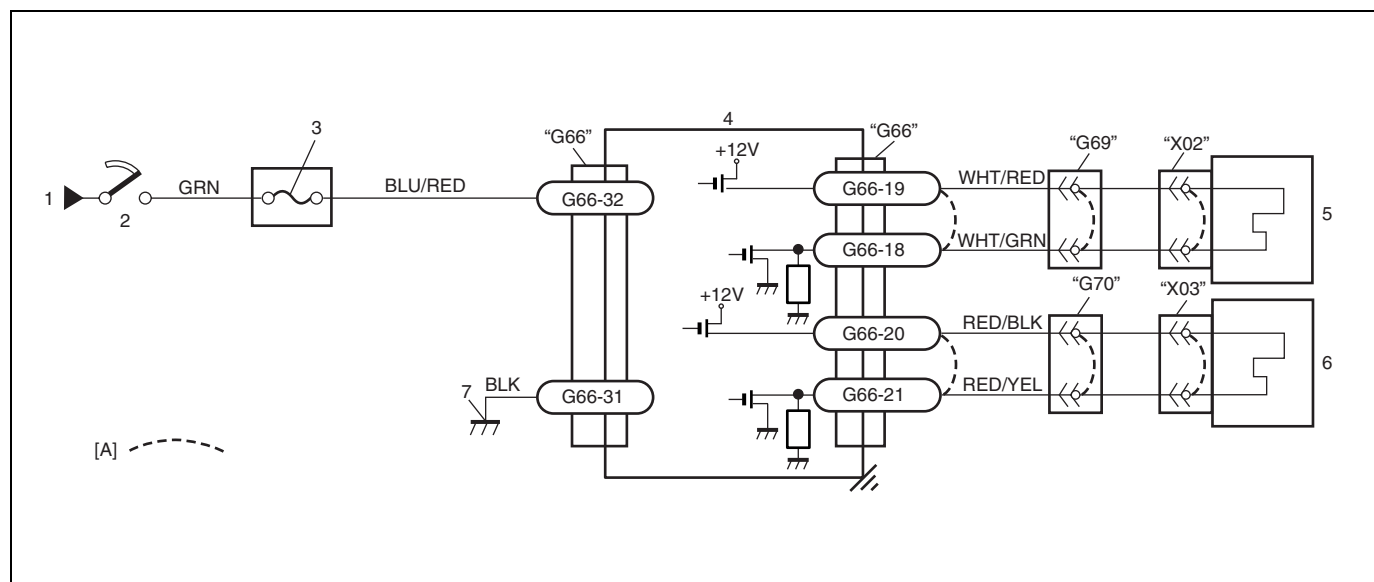 1
2
GRN
3
BLU/RED
"G66"
G66-32
7
BLK
G66-31
[A]
4
"G66"
+12V
G66-19
WHT/RED
G66-18
WHT/GRN
"G69"
"X02"
5
+12V
G66-20
RED/BLK
G66-21
RED/YEL
"G70"
"X03"
6